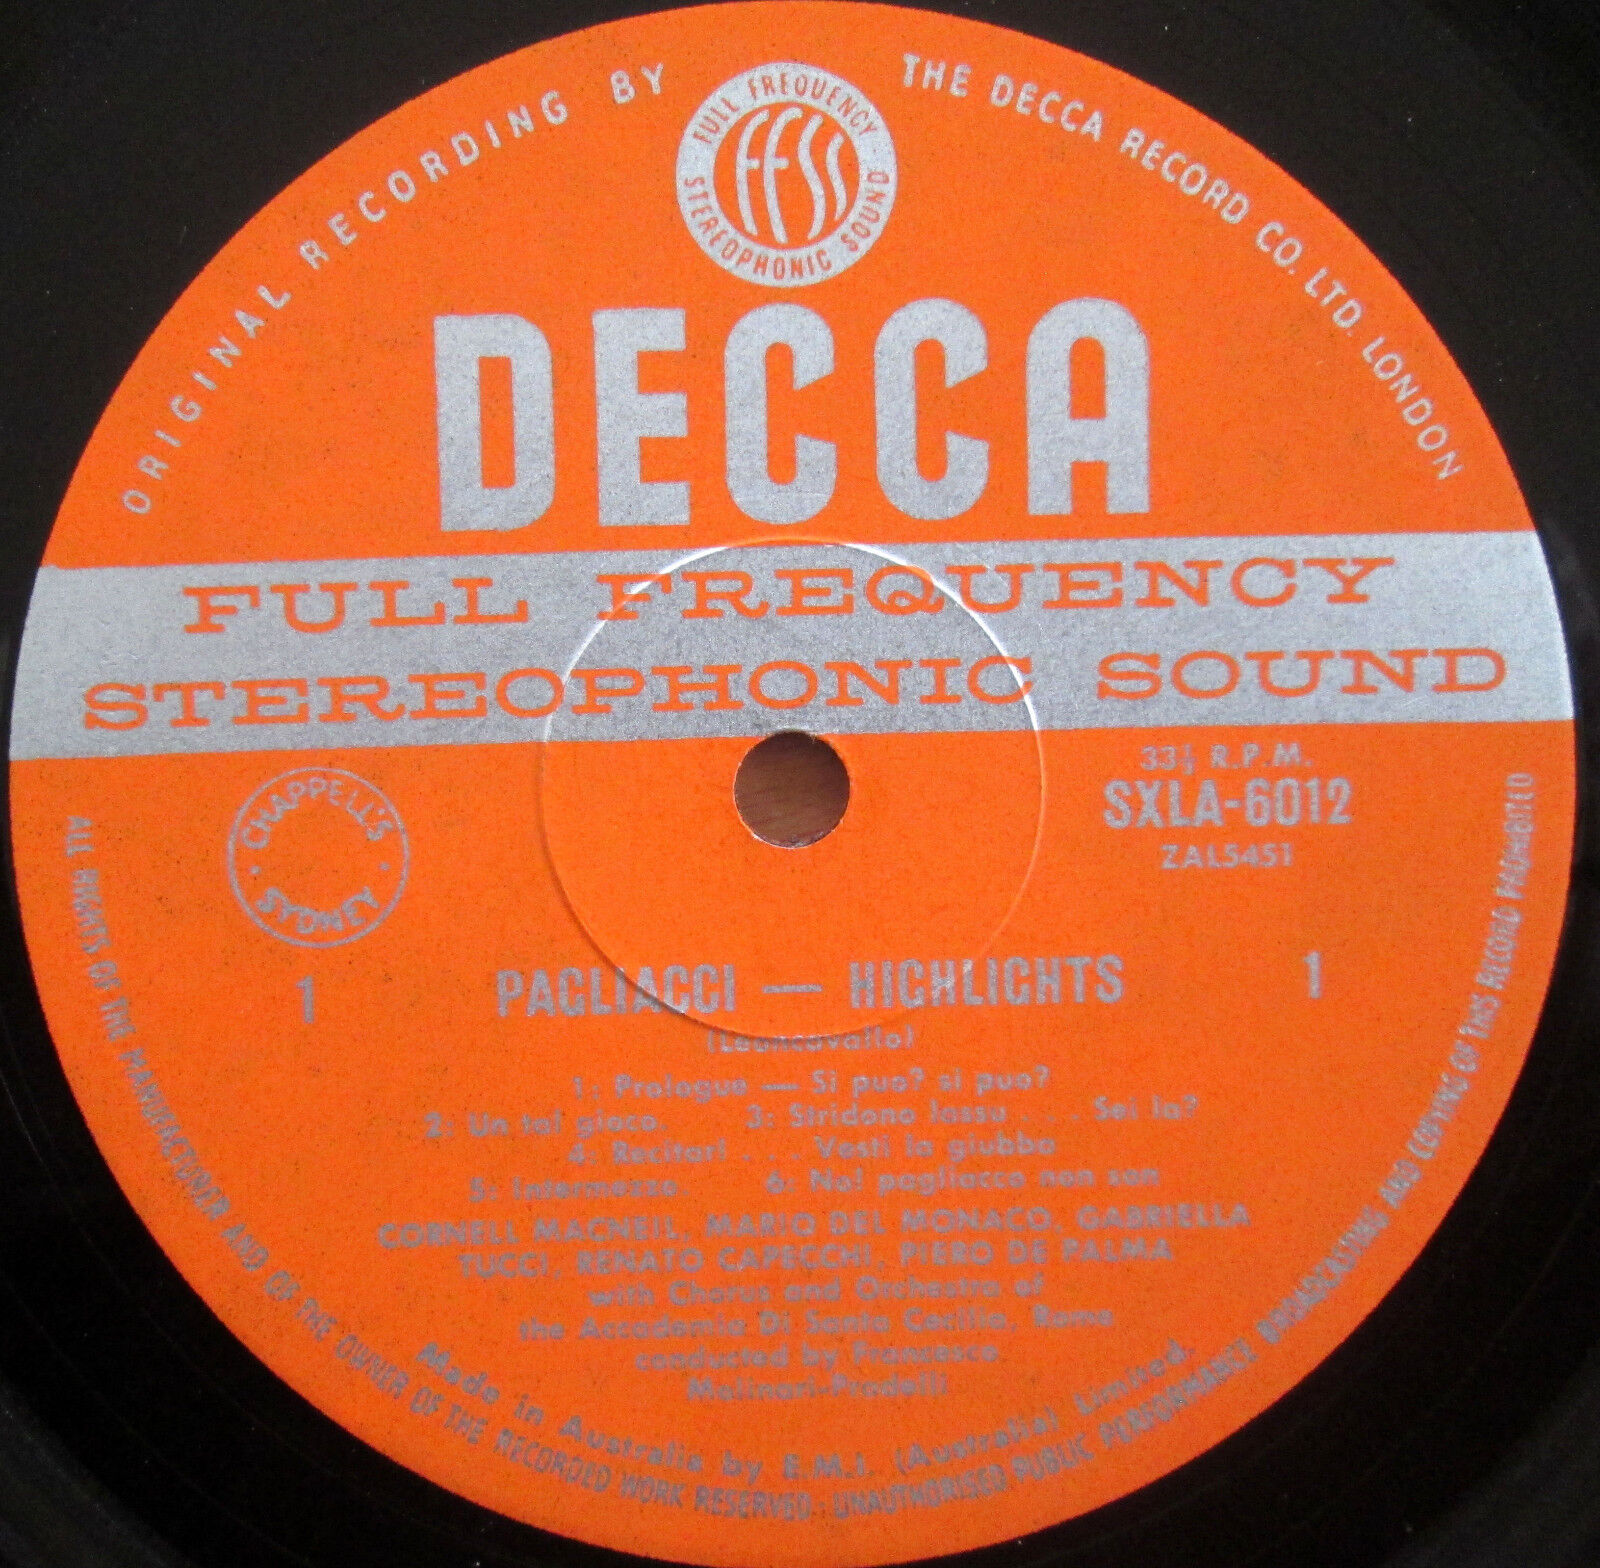 ORIGINAL RECORDING BY THE DECCA RECORD CO. LTD. LONDON
FULL FREQUENCY
FFSS
STEREOPHONIC SOUND
DECCA
FULL FREQUENCY
STEREOPHONIC SOUND
33⅓ R.P.M.
SXLA-6012
ZAL5451
CHAPPELL'S
SYDNEY
1
1
PAGLIACCI — HIGHLIGHTS
(Leoncavallo)
1: Prologue — Si puo? si puo?
2: Un tal gioco. 3: Stridono lassu . . . Sei la?
4: Recitar! . . . Vesti la giubba
5: Intermezzo. 6: No! pagliacco non son
CORNELL MACNEIL, MARIO DEL MONACO, GABRIELLA
TUCCI, RENATO CAPECCHI, PIERO DE PALMA
with Chorus and Orchestra of
the Accademia Di Santa Cecilia, Rome
conducted by Francesco
Molinari-Pradelli
Made in Australia by E.M.I. (Australia) Limited.
ALL RIGHTS OF THE MANUFACTURER AND OF THE OWNER OF THE RECORDED WORK RESERVED. UNAUTHORISED PUBLIC PERFORMANCE BROADCASTING AND COPYING OF THIS RECORD PROHIBITED